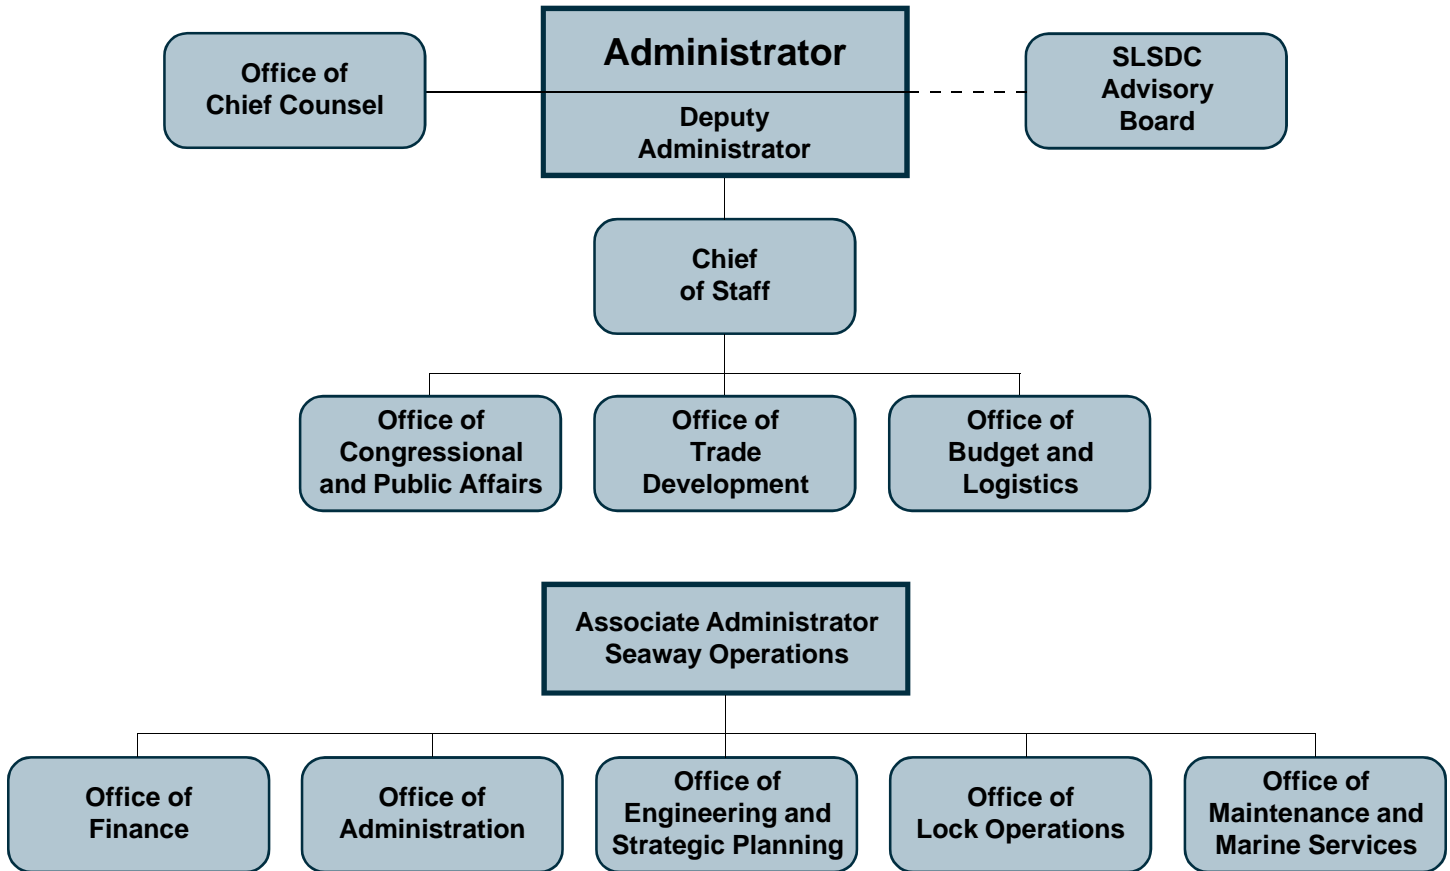 Administrator
Deputy
Administrator
Office of
Chief Counsel
SLSDC
Advisory
Board
Chief
of Staff
Office of
Congressional
and Public Affairs
Office of
Trade
Development
Office of
Budget and
Logistics
Associate Administrator
Seaway Operations
Office of
Finance
Office of
Administration
Office of
Engineering and
Strategic Planning
Office of
Lock Operations
Office of
Maintenance and
Marine Services